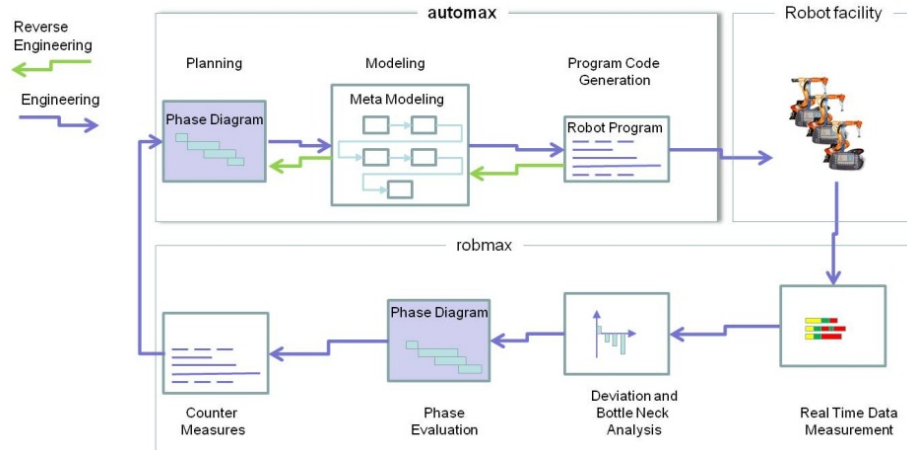 automax
Robot facility
Reverse
Engineering
Engineering
Planning
Modeling
Program Code
Generation
Phase Diagram
Meta Modeling
Robot Program
robmax
Phase Diagram
Counter
Measures
Phase
Evaluation
Deviation and
Bottle Neck
Analysis
Real Time Data
Measurement